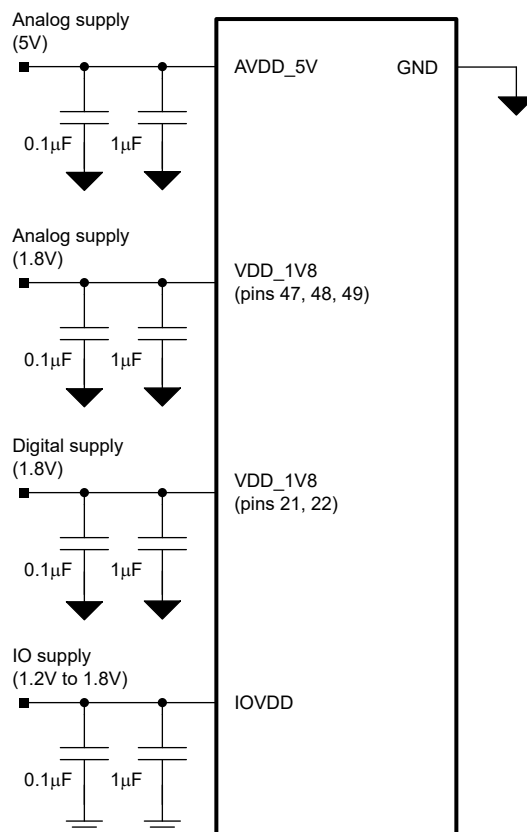 Analog supply
(5V)
AVDD_5V
GND
0.1µF
1µF
Analog supply
(1.8V)
VDD_1V8
(pins 47, 48, 49)
0.1µF
1µF
Digital supply
(1.8V)
VDD_1V8
(pins 21, 22)
0.1µF
1µF
IO supply
(1.2V to 1.8V)
IOVDD
0.1µF
1µF